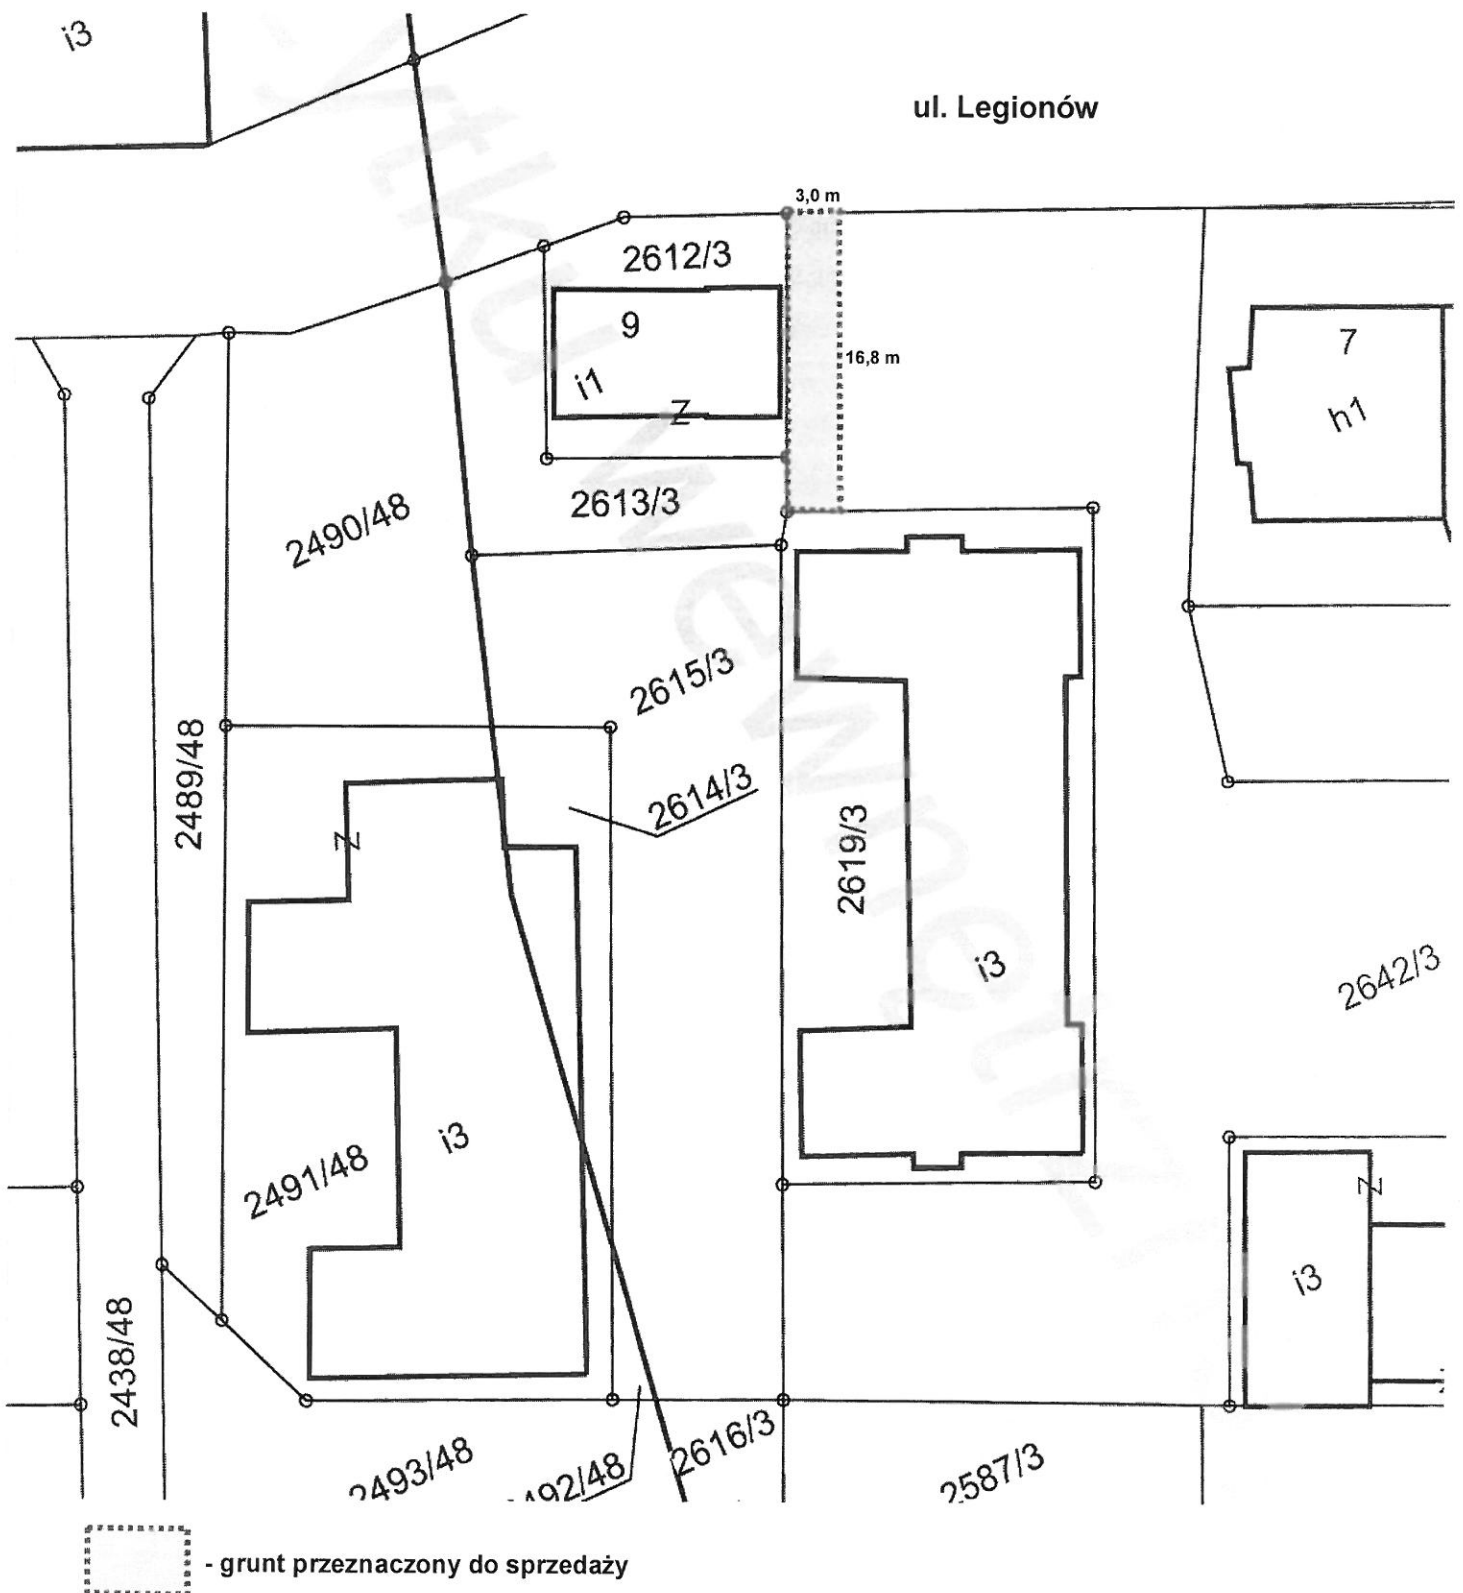 i3
ul. Legionów
3,0 m
2612/3
9
i1
Z
16,8 m
7
h1
2613/3
2490/48
2615/3
2489/48
2614/3
Z
2619/3
i3
2642/3
i3
2491/48
Z
i3
2438/48
2493/48
492/48
2616/3
2587/3
- grunt przeznaczony do sprzedaży